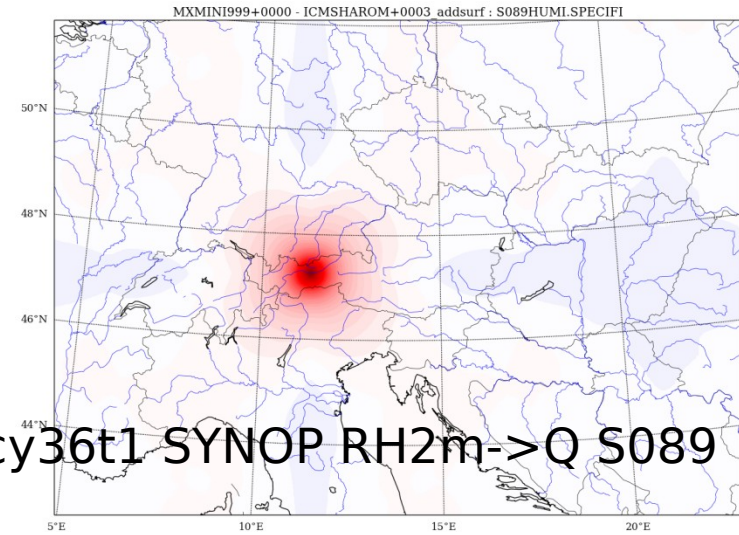 MXMINI999+0000 - ICMSHAROM+0003_addsurf : S089HUMI.SPECIFI
50°N
48°N
46°N
44°N
cy36t1 SYNOP RH2m->Q S089
5°E
10°E
15°E
20°E